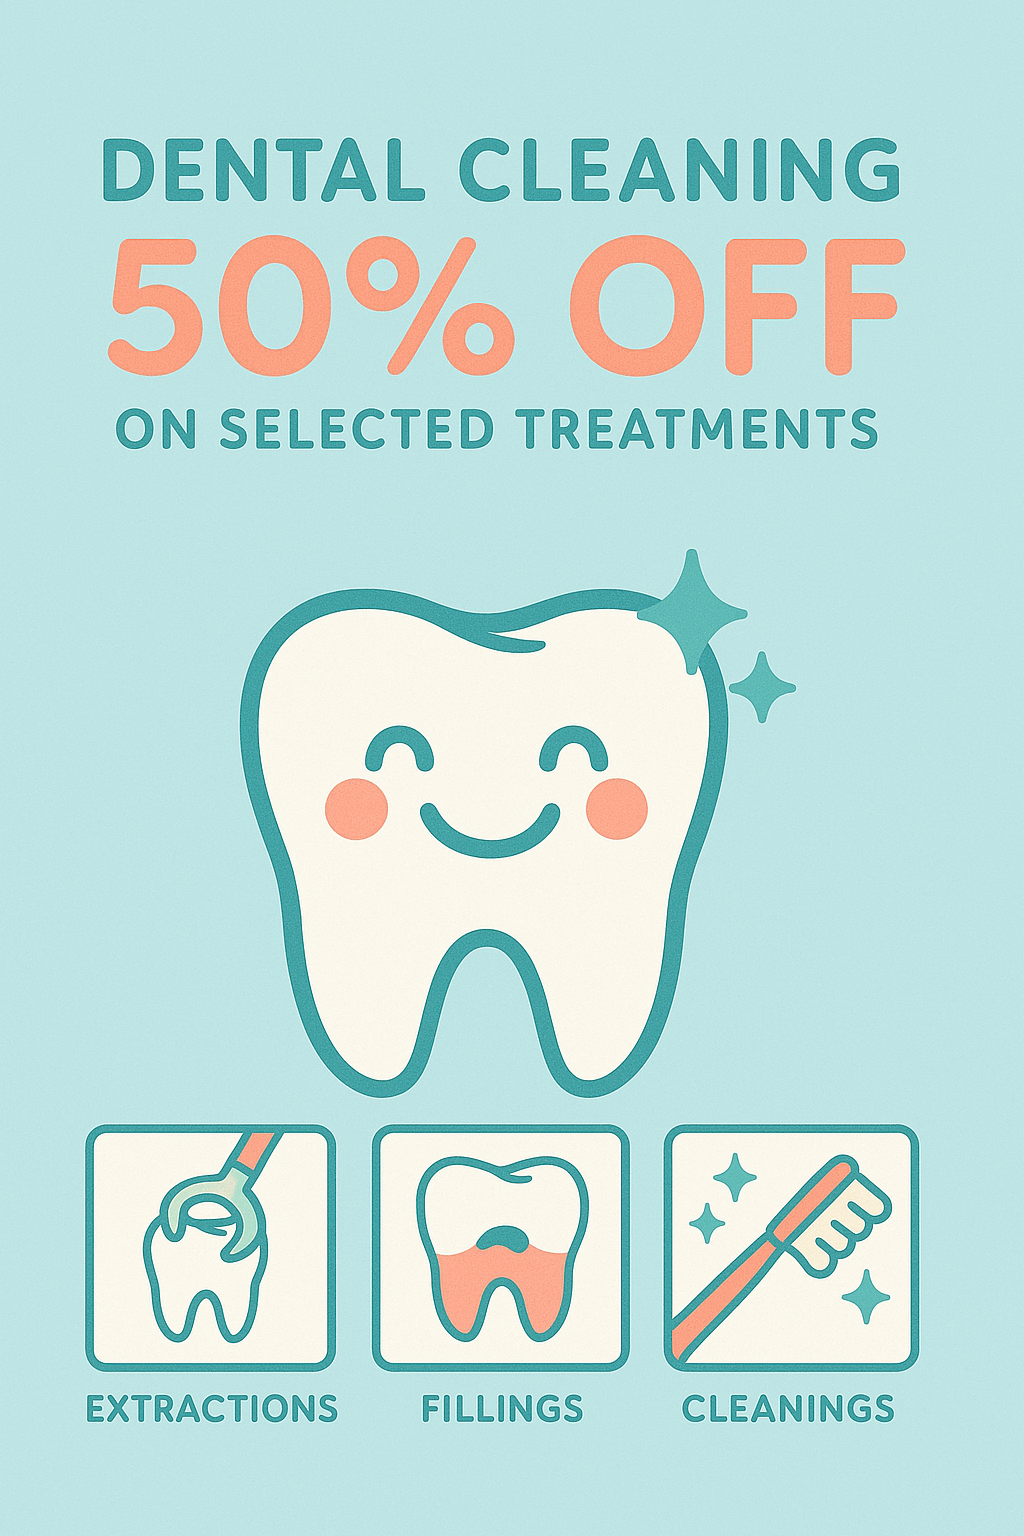 DENTAL CLEANING
50% OFF
ON SELECTED TREATMENTS
EXTRACTIONS
FILLINGS
CLEANINGS